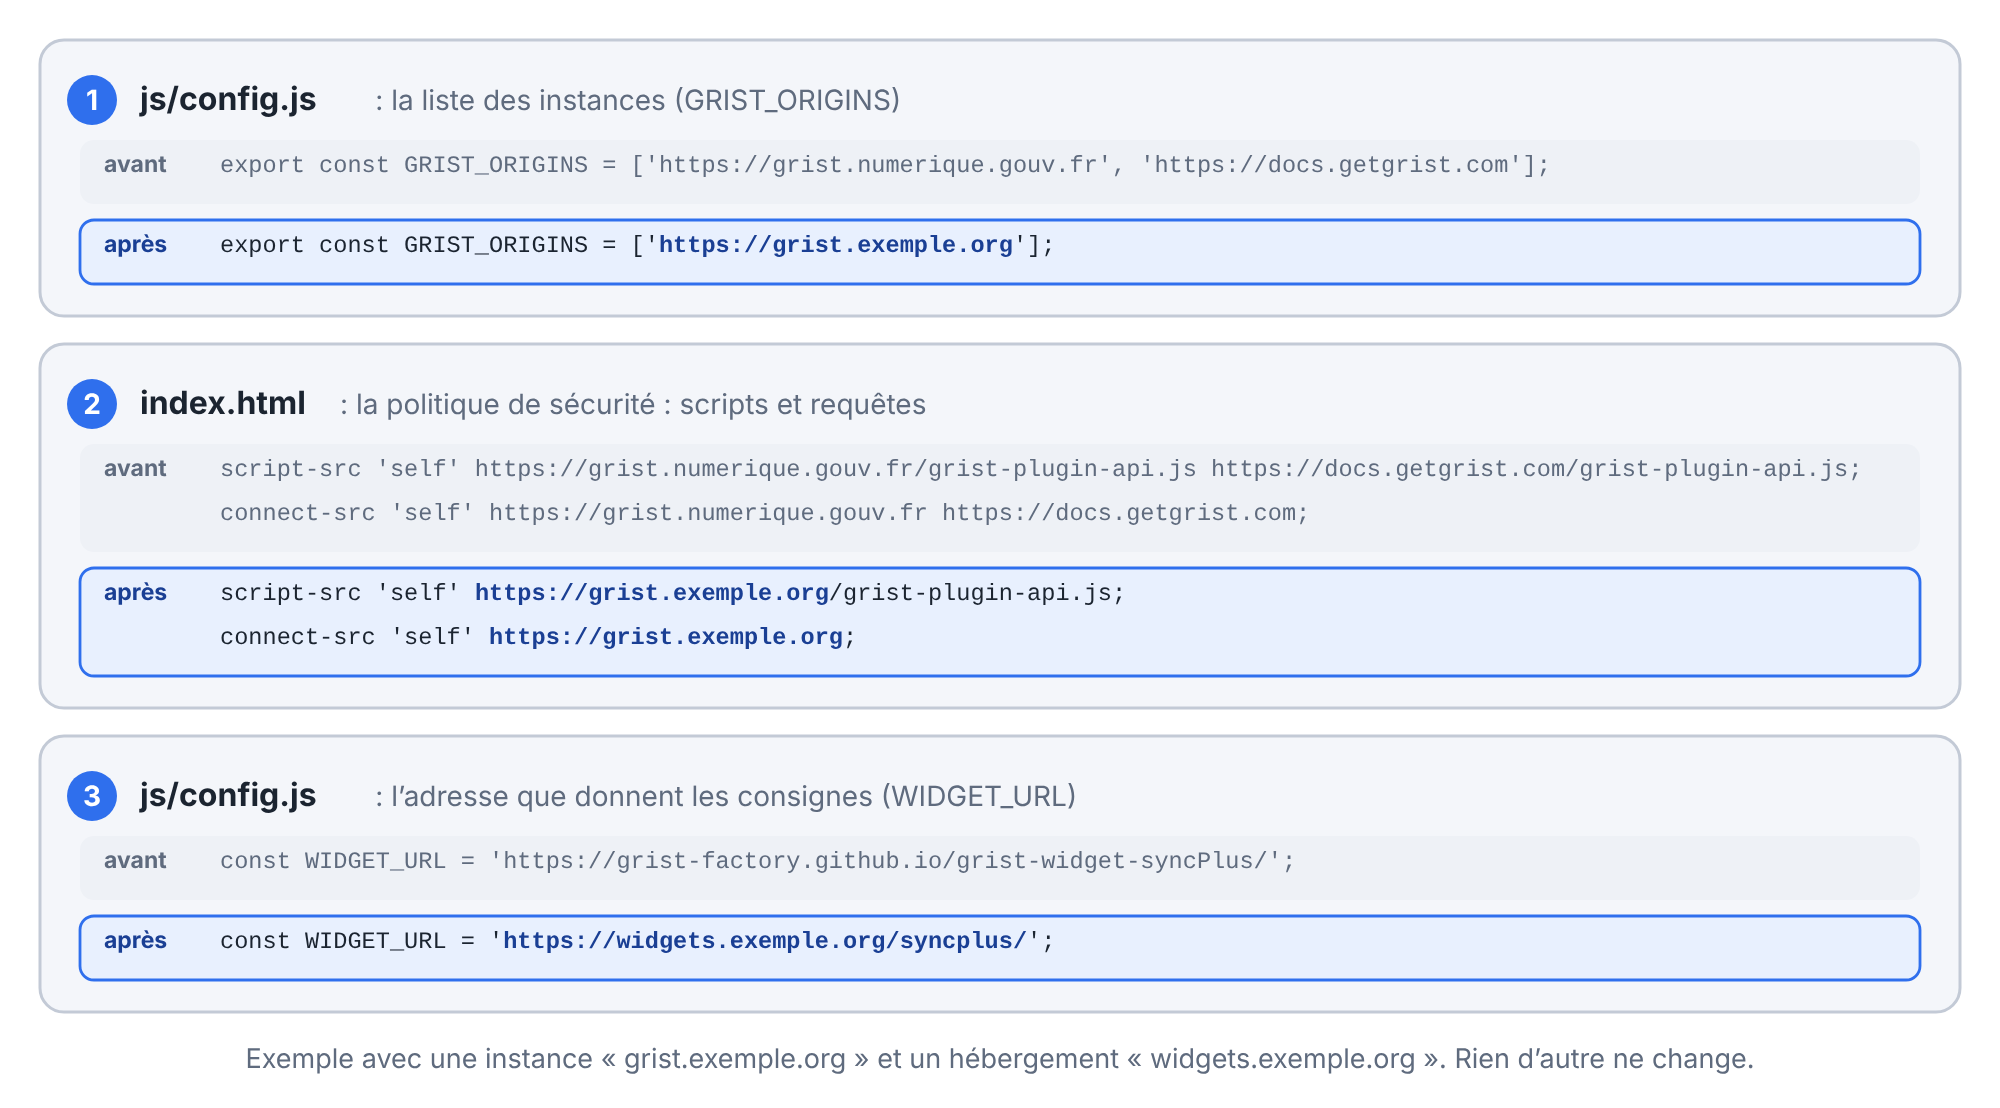 1 js/config.js : la liste des instances (GRIST_ORIGINS)
avant export const GRIST_ORIGINS = ['https://grist.numerique.gouv.fr', 'https://docs.getgrist.com'];
après export const GRIST_ORIGINS = ['https://grist.exemple.org'];
2 index.html : la politique de sécurité : scripts et requêtes
avant script-src 'self' https://grist.numerique.gouv.fr/grist-plugin-api.js https://docs.getgrist.com/grist-plugin-api.js;
connect-src 'self' https://grist.numerique.gouv.fr https://docs.getgrist.com;
après script-src 'self' https://grist.exemple.org/grist-plugin-api.js;
connect-src 'self' https://grist.exemple.org;
3 js/config.js : l’adresse que donnent les consignes (WIDGET_URL)
avant const WIDGET_URL = 'https://grist-factory.github.io/grist-widget-syncPlus/';
après const WIDGET_URL = 'https://widgets.exemple.org/syncplus/';
Exemple avec une instance « grist.exemple.org » et un hébergement « widgets.exemple.org ». Rien d’autre ne change.